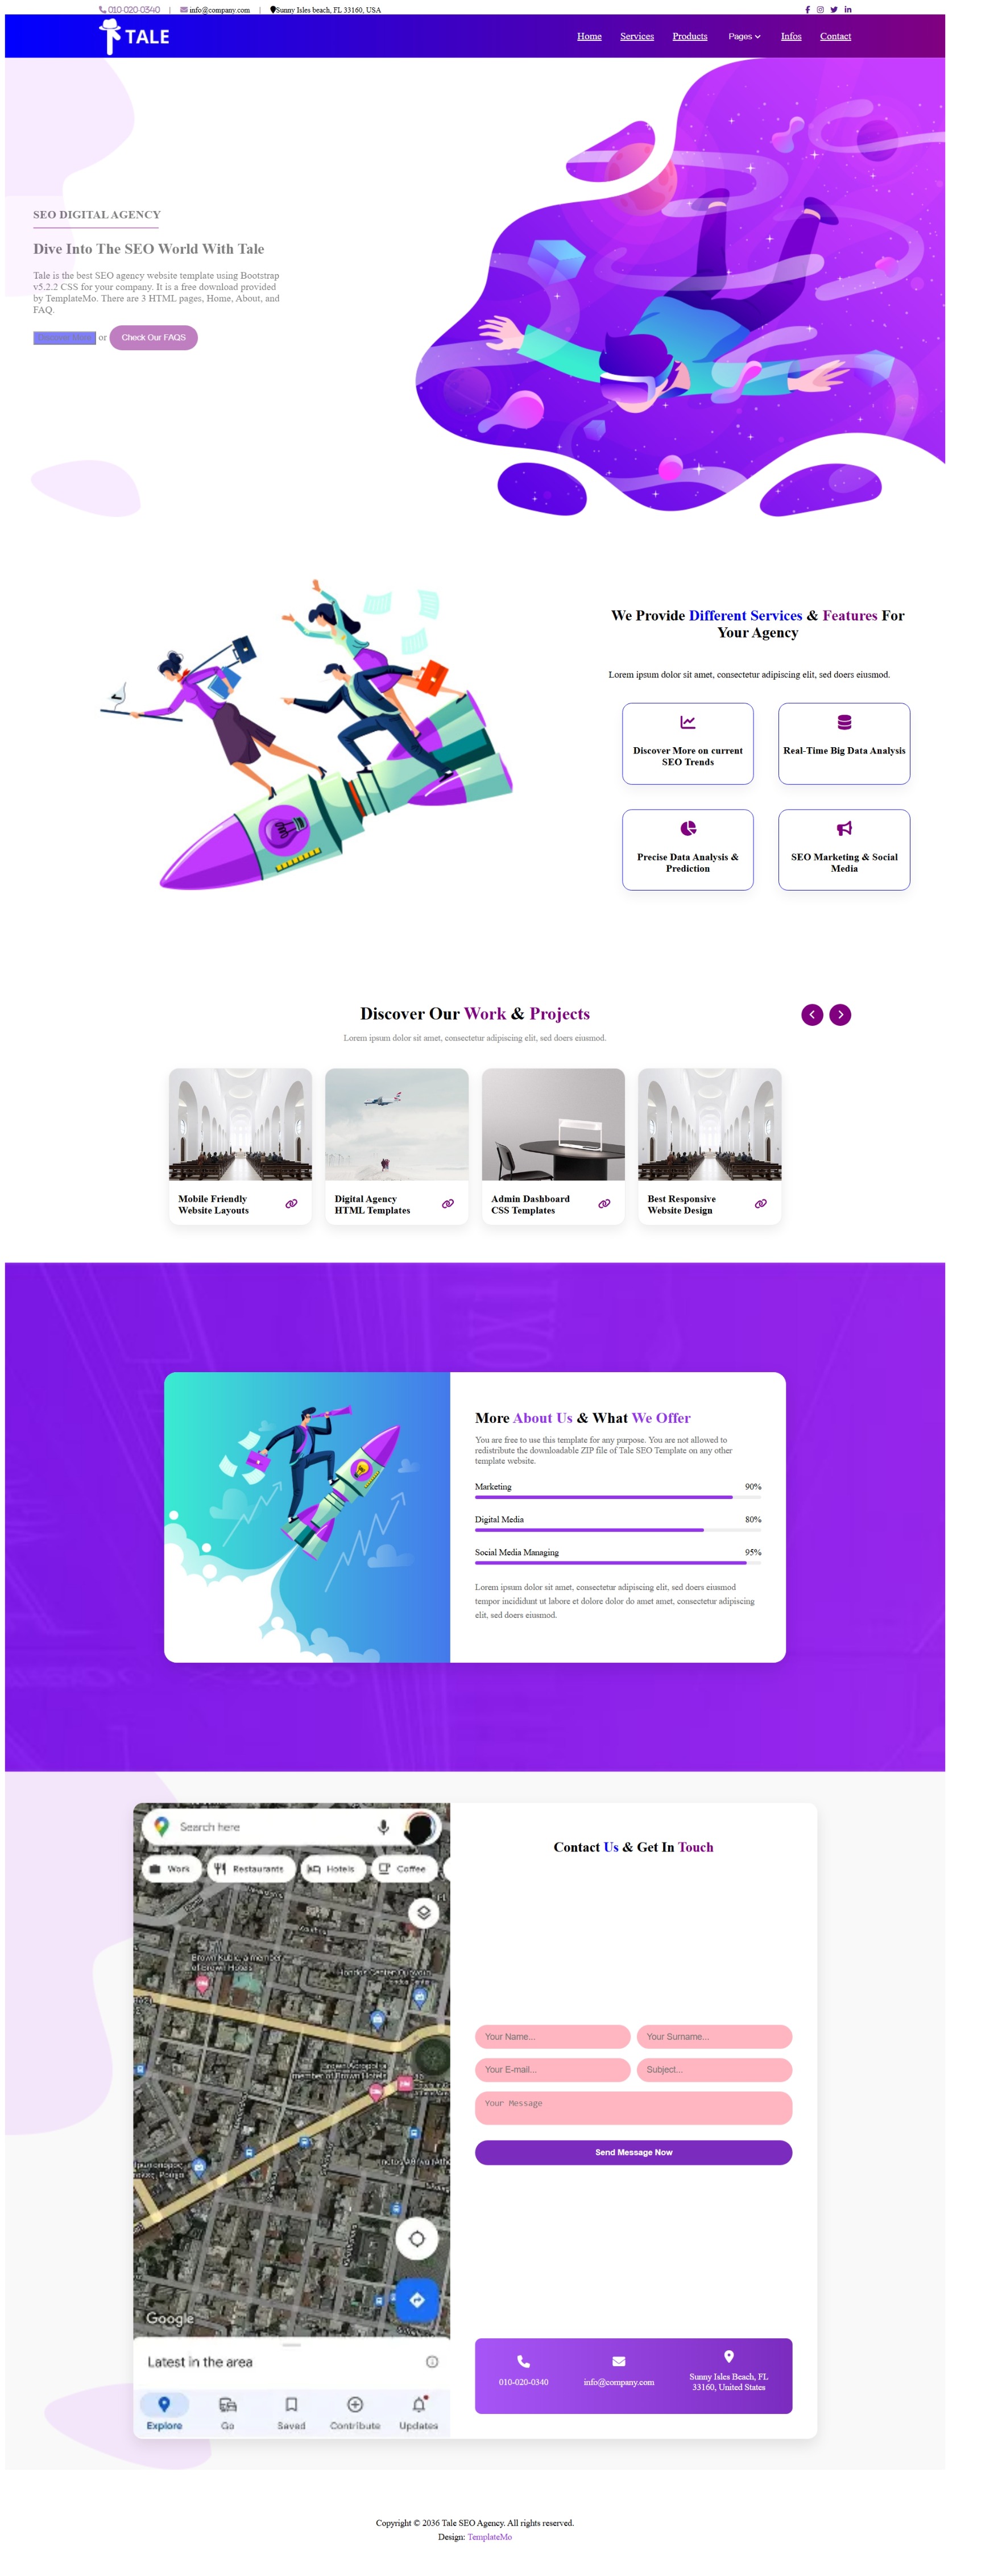 010-020-0340 | info@company.com | Sunny Isles beach, FL 33160, USA
TALE
Home Services Products Pages Infos Contact
SEO DIGITAL AGENCY
Dive Into The SEO World With Tale
Tale is the best SEO agency website template using Bootstrap
v5.2.2 CSS for your company. It is a free download provided
by TemplateMo. There are 3 HTML pages, Home, About, and
FAQ.
or Check Our FAQS
We Provide Different Services & Features For
Your Agency
Lorem ipsum dolor sit amet, consectetur adipiscing elit, sed doers eiusmod.
Discover More on current
SEO Trends
Real-Time Big Data Analysis
Precise Data Analysis &
Prediction
SEO Marketing & Social
Media
Discover Our Work & Projects
Lorem ipsum dolor sit amet, consectetur adipiscing elit, sed doers eiusmod.
Mobile Friendly
Website Layouts
Digital Agency
HTML Templates
Admin Dashboard
CSS Templates
Best Responsive
Website Design
More About Us & What We Offer
You are free to use this template for any purpose. You are not allowed to
redistribute the downloadable ZIP file of Tale SEO Template on any other
template website.
Marketing 90%
Digital Media 80%
Social Media Managing 95%
Lorem ipsum dolor sit amet, consectetur adipiscing elit, sed doers eiusmod
tempor incididunt ut labore et dolore dolor do amet amet, consectetur adipiscing
elit, sed doers eiusmod.
Search here
Work Restaurants Hotels Coffee
Brown Kubic, a member
of Brown Hotels
member of Brown Hotels
Google
Latest in the area
Explore Go Saved Contribute Updates
Contact Us & Get In Touch
Your Name... Your Surname...
Your E-mail... Subject...
Your Message
Send Message Now
010-020-0340
info@company.com
Sunny Isles Beach, FL
33160, United States
Copyright © 2036 Tale SEO Agency. All rights reserved.
Design: TemplateMo